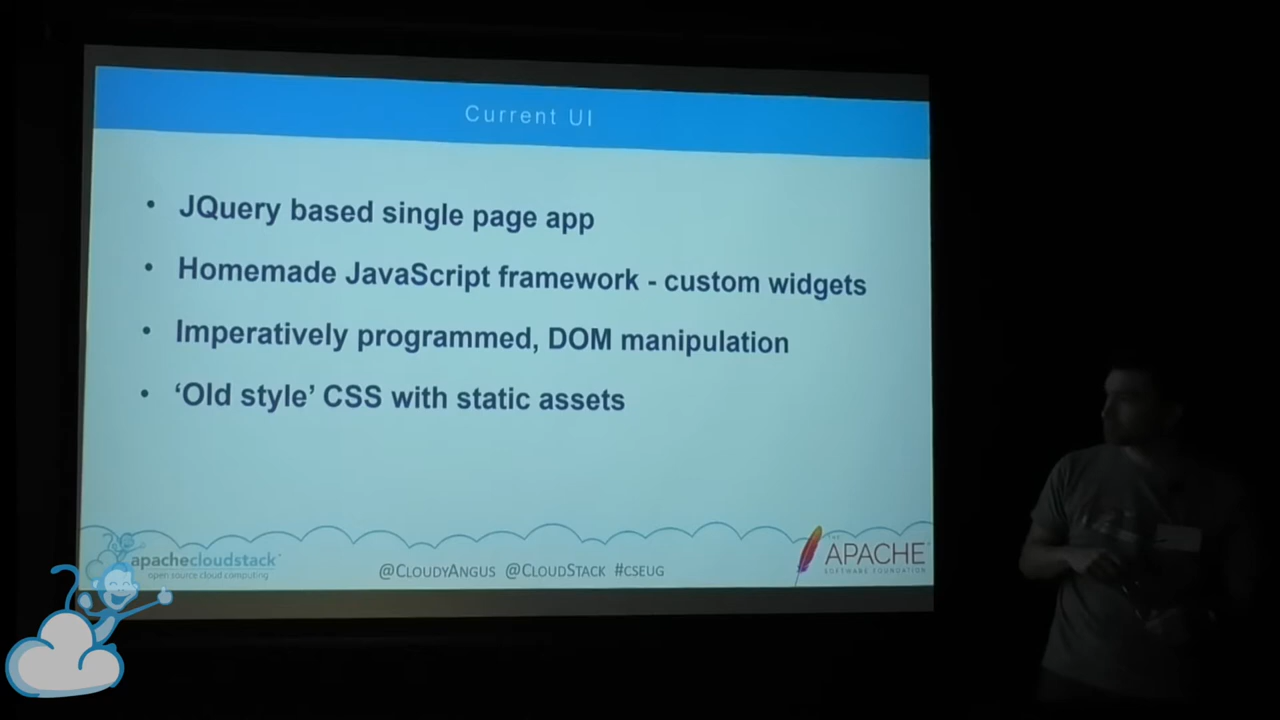 Current UI
• JQuery based single page app
• Homemade JavaScript framework - custom widgets
• Imperatively programmed, DOM manipulation
• ‘Old style’ CSS with static assets
apachecloudstack
open source cloud computing
@CLOUDYANGUS @CLOUDSTACK #CSEUG
THE
APACHE
SOFTWARE FOUNDATION